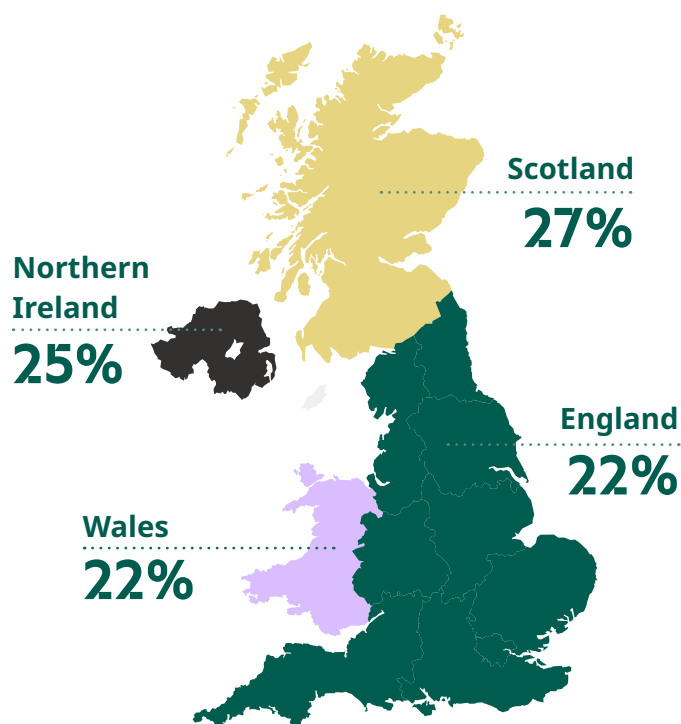 Scotland
27%
Northern
Ireland
25%
England
22%
Wales
22%